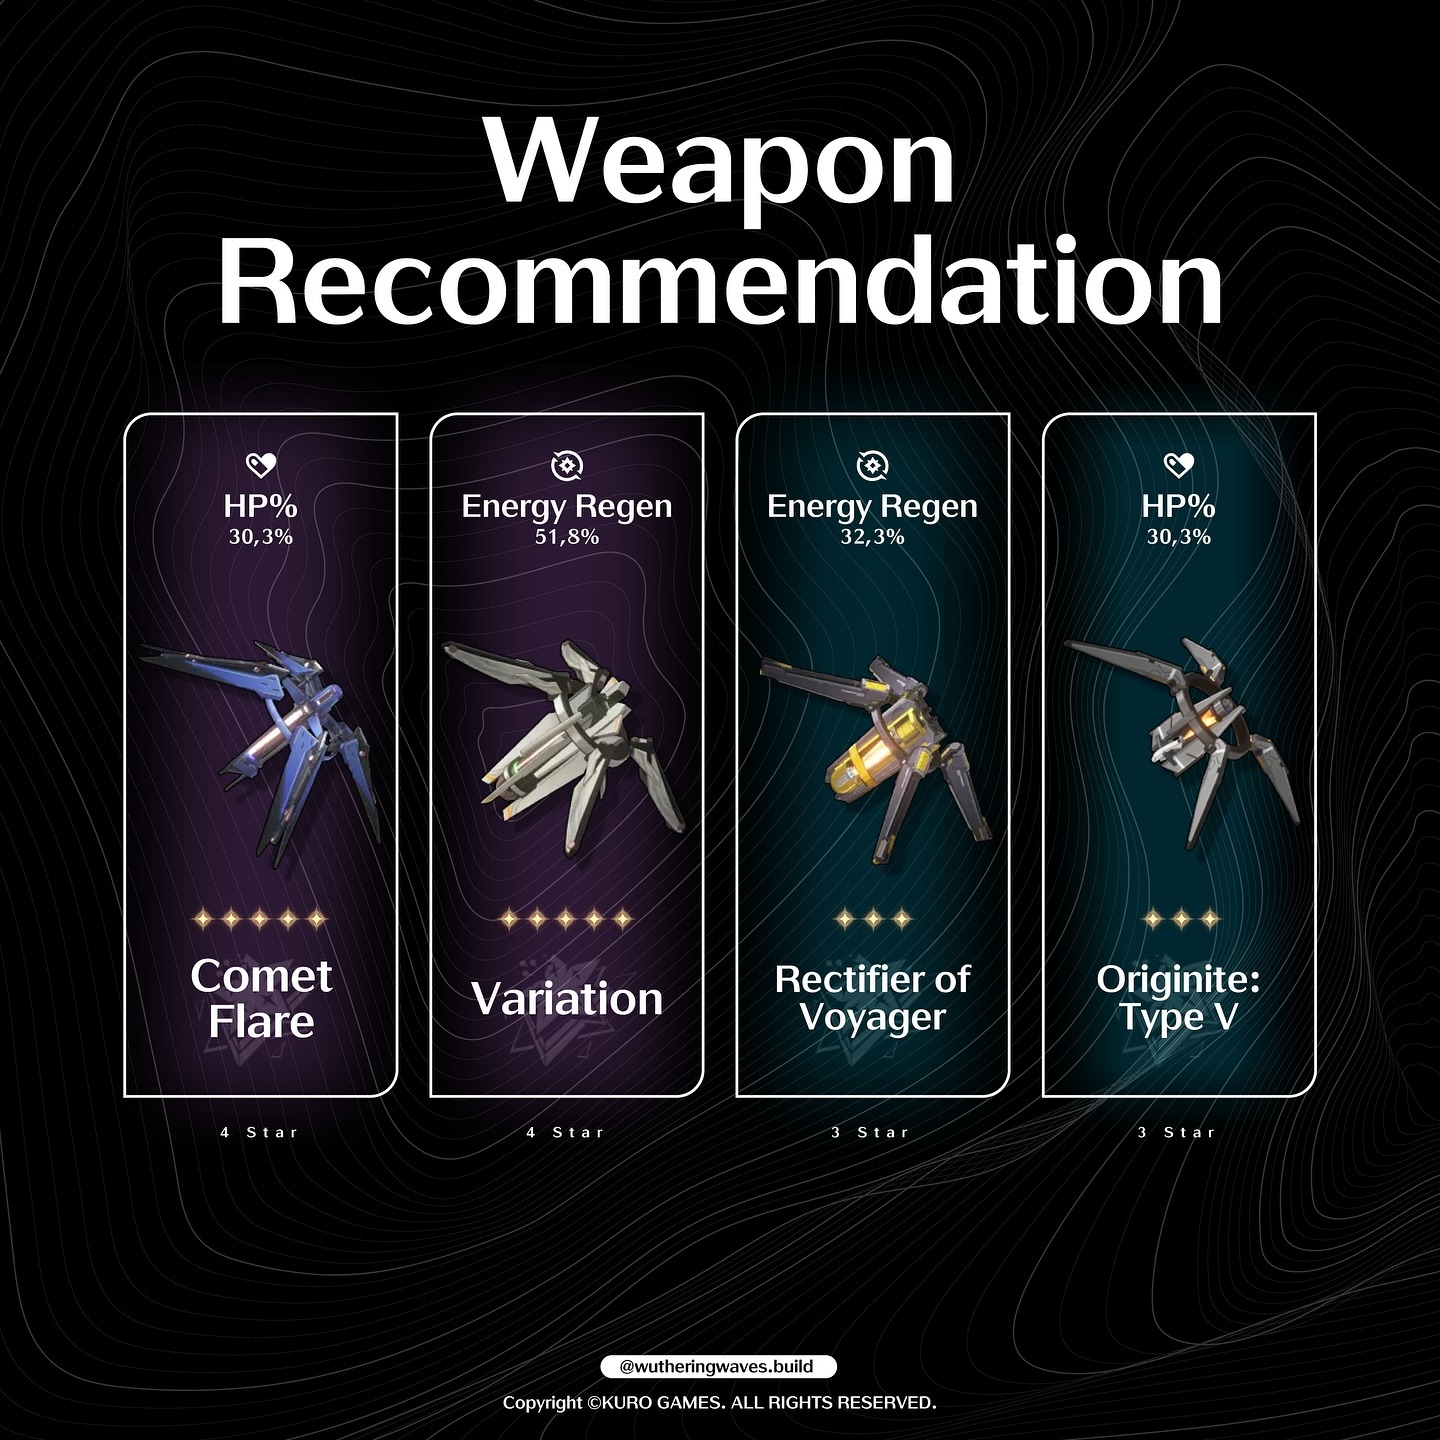 Weapon
Recommendation
HP%
30,3%
Energy Regen
51,8%
Energy Regen
32,3%
HP%
30,3%
Comet
Flare
Variation
Rectifier of
Voyager
Originite:
Type V
4 Star
4 Star
3 Star
3 Star
@wutheringwaves.build
Copyright ©KURO GAMES. ALL RIGHTS RESERVED.